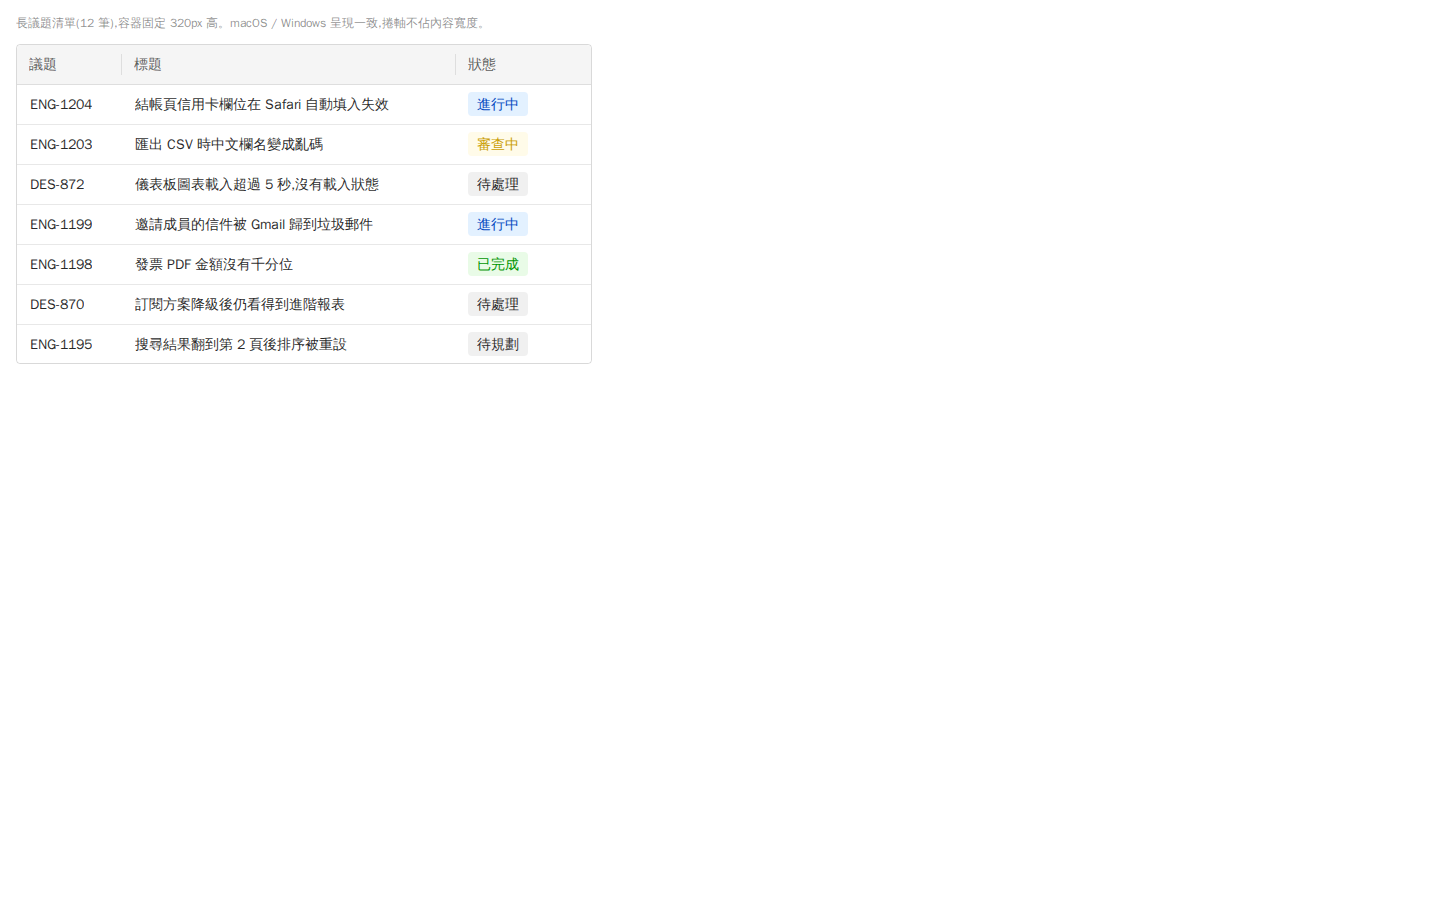 長議題清單(12 筆),容器固定 320px 高。macOS / Windows 呈現一致,捲軸不佔內容寬度。
議題 標題 狀態
ENG-1204 結帳頁信用卡欄位在 Safari 自動填入失效 進行中
ENG-1203 匯出 CSV 時中文欄名變成亂碼 審查中
DES-872 儀表板圖表載入超過 5 秒,沒有載入狀態 待處理
ENG-1199 邀請成員的信件被 Gmail 歸到垃圾郵件 進行中
ENG-1198 發票 PDF 金額沒有千分位 已完成
DES-870 訂閱方案降級後仍看得到進階報表 待處理
ENG-1195 搜尋結果翻到第 2 頁後排序被重設 待規劃